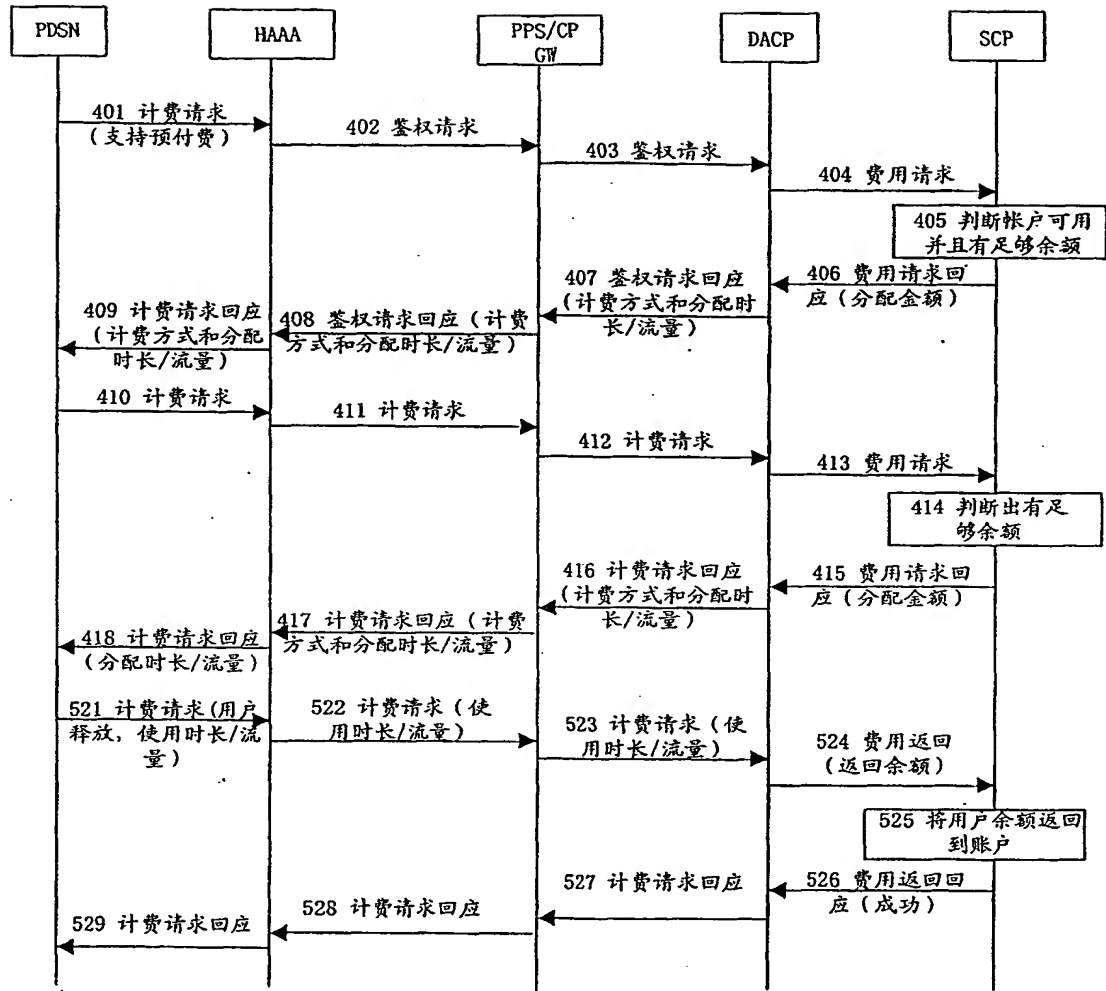 PDSN
HAAA
PPS/CP
GW
DACP
SCP
401 计费请求
（支持预付费）
402 鉴权请求
403 鉴权请求
404 费用请求
405 判断帐户可用
并且有足够余额
406 费用请求回
应（分配金额）
407 鉴权请求回应
（计费方式和分配时
长/流量）
408 鉴权请求回应（计费
方式和分配时长/流量）
409 计费请求回应
（计费方式和分配
时长/流量）
410 计费请求
411 计费请求
412 计费请求
413 费用请求
414 判断出有足
够余额
415 费用请求回
应（分配金额）
416 计费请求回应
（计费方式和分配时
长/流量）
417 计费请求回应（计费
方式和分配时长/流量）
418 计费请求回应
（分配时长/流量）
521 计费请求(用户
释放，使用时长/流
量）
522 计费请求（使
用时长/流量）
523 计费请求（使
用时长/流量）
524 费用返回
（返回余额）
525 将用户余额返回
到账户
526 费用返回回
应（成功）
527 计费请求回应
528 计费请求回应
529 计费请求回应